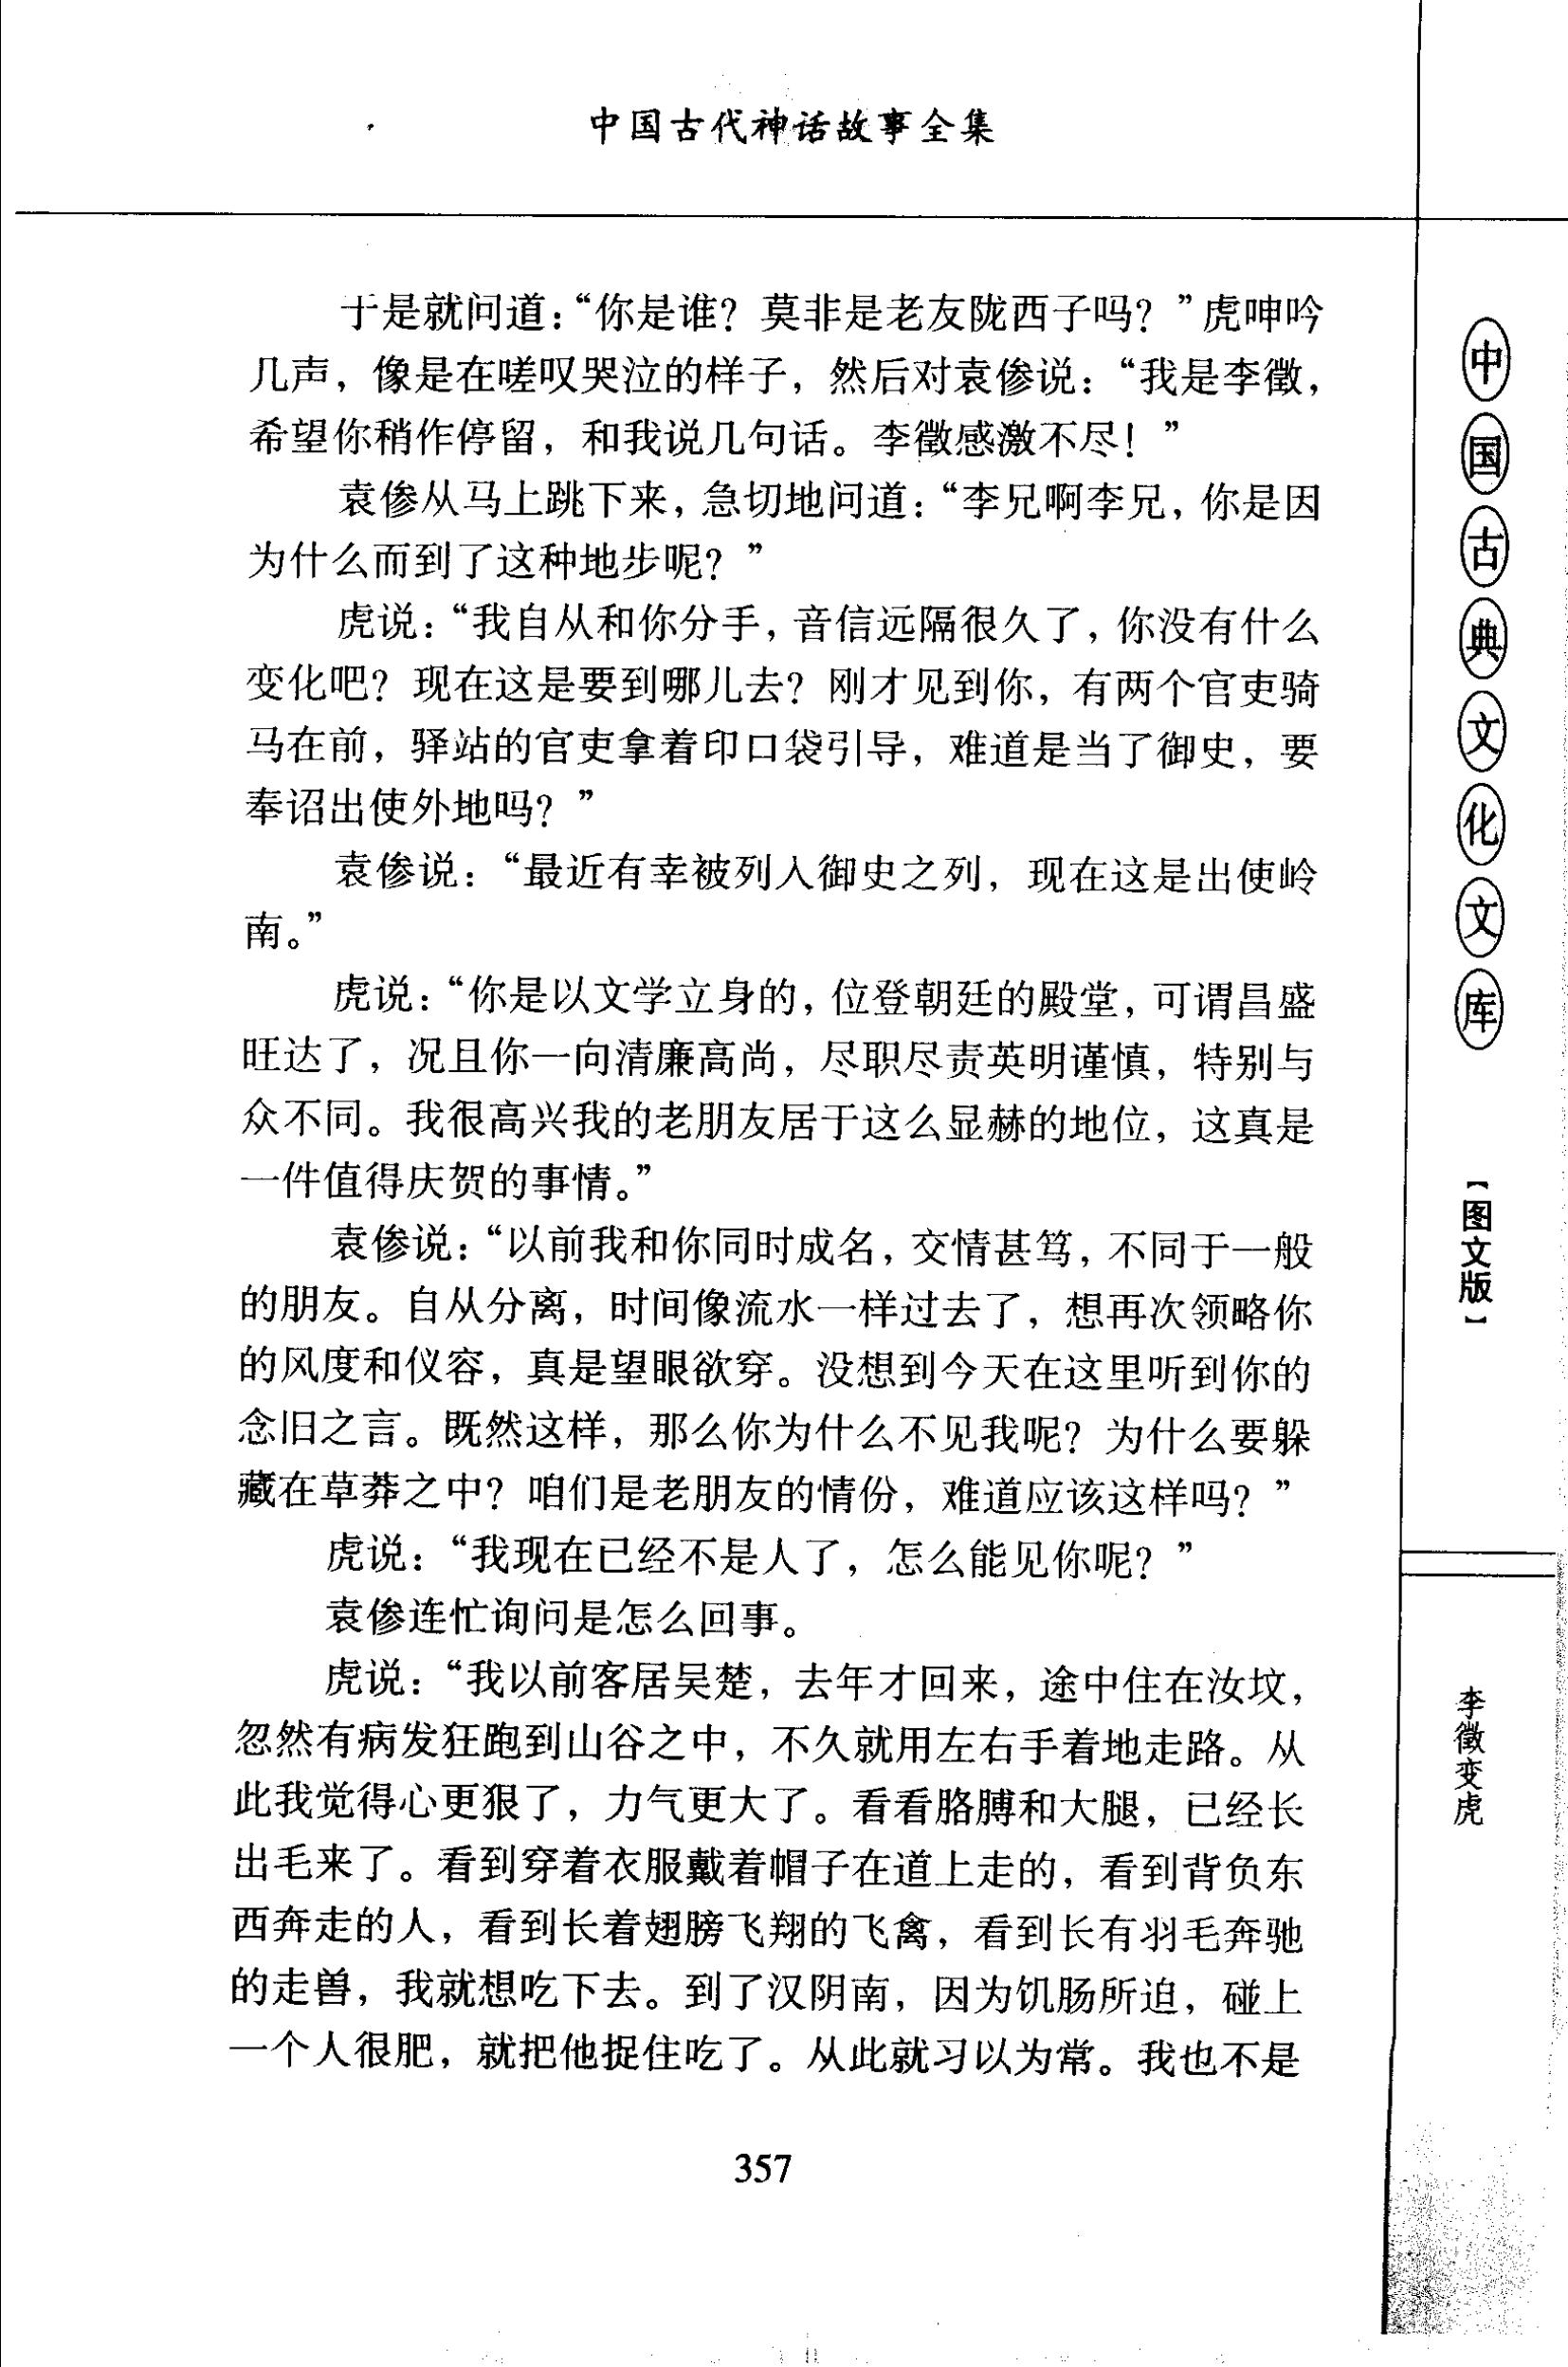 中国古代神话故事全集
于是就问道：“你是谁？莫非是老友陇西子吗？”虎呻吟
几声，像是在嗟叹哭泣的样子，然后对袁傪说：“我是李徵，
希望你稍作停留，和我说几句话。李徵感激不尽！”
袁傪从马上跳下来，急切地问道：“李兄啊李兄，你是因
为什么而到了这种地步呢？”
虎说：“我自从和你分手，音信远隔很久了，你没有什么
变化吧？现在这是要到哪儿去？刚才见到你，有两个官吏骑
马在前，驿站的官吏拿着印口袋引导，难道是当了御史，要
奉诏出使外地吗？”
袁傪说：“最近有幸被列入御史之列，现在这是出使岭
南。”
虎说：“你是以文学立身的，位登朝廷的殿堂，可谓昌盛
旺达了，况且你一向清廉高尚，尽职尽责英明谨慎，特别与
众不同。我很高兴我的老朋友居于这么显赫的地位，这真是
一件值得庆贺的事情。”
袁傪说：“以前我和你同时成名，交情甚笃，不同于一般
的朋友。自从分离，时间像流水一样过去了，想再次领略你
的风度和仪容，真是望眼欲穿。没想到今天在这里听到你的
念旧之言。既然这样，那么你为什么不见我呢？为什么要躲
藏在草莽之中？咱们是老朋友的情份，难道应该这样吗？”
虎说：“我现在已经不是人了，怎么能见你呢？”
袁傪连忙询问是怎么回事。
虎说：“我以前客居吴楚，去年才回来，途中住在汝坟，
忽然有病发狂跑到山谷之中，不久就用左右手着地走路。从
此我觉得心更狠了，力气更大了。看看胳膊和大腿，已经长
出毛来了。看到穿着衣服戴着帽子在道上走的，看到背负东
西奔走的人，看到长着翅膀飞翔的飞禽，看到长有羽毛奔驰
的走兽，我就想吃下去。到了汉阴南，因为饥肠所迫，碰上
一个人很肥，就把他捉住吃了。从此就习以为常。我也不是
357
中国古典文化文库
【图文版】
李徵变虎